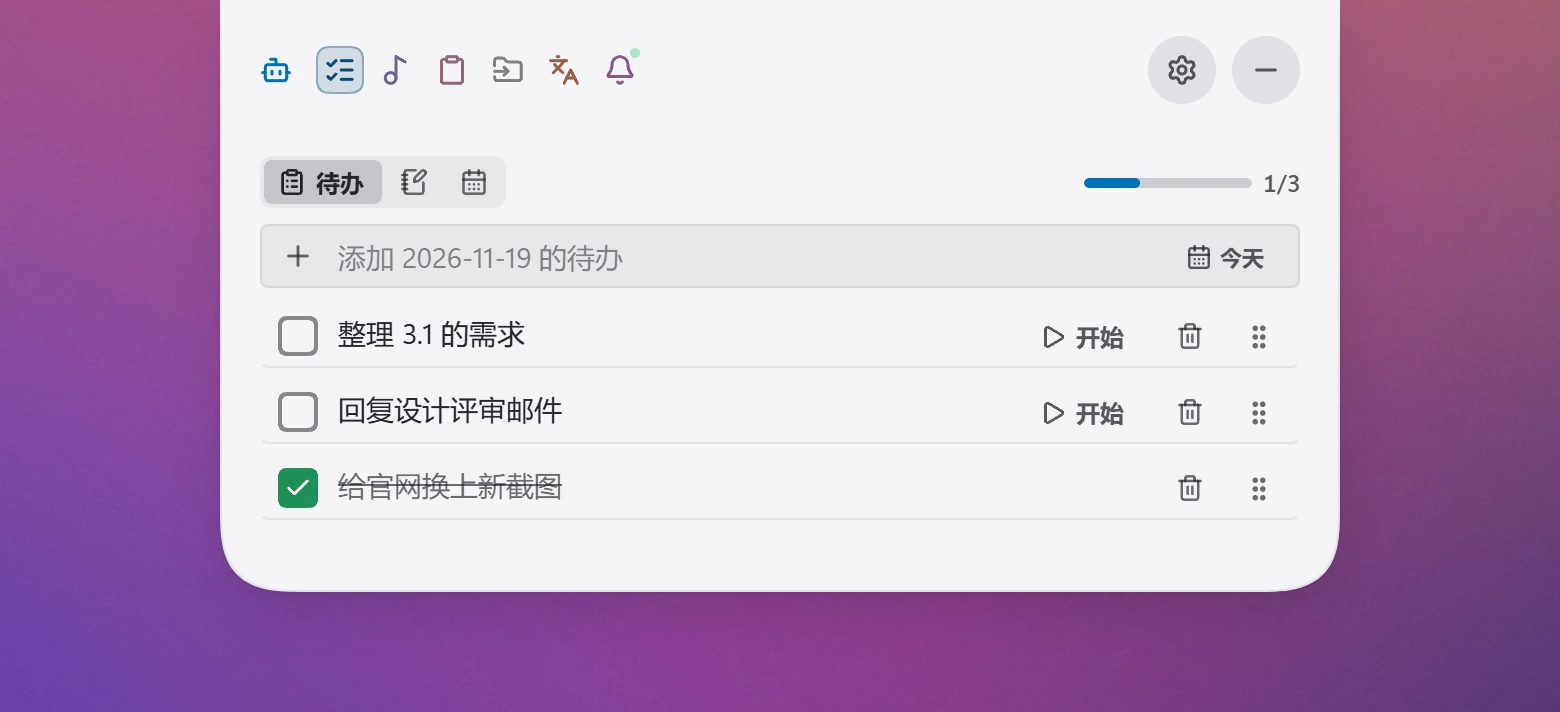 待办
1/3
添加 2026-11-19 的待办
今天
整理 3.1 的需求
开始
回复设计评审邮件
开始
给官网换上新截图